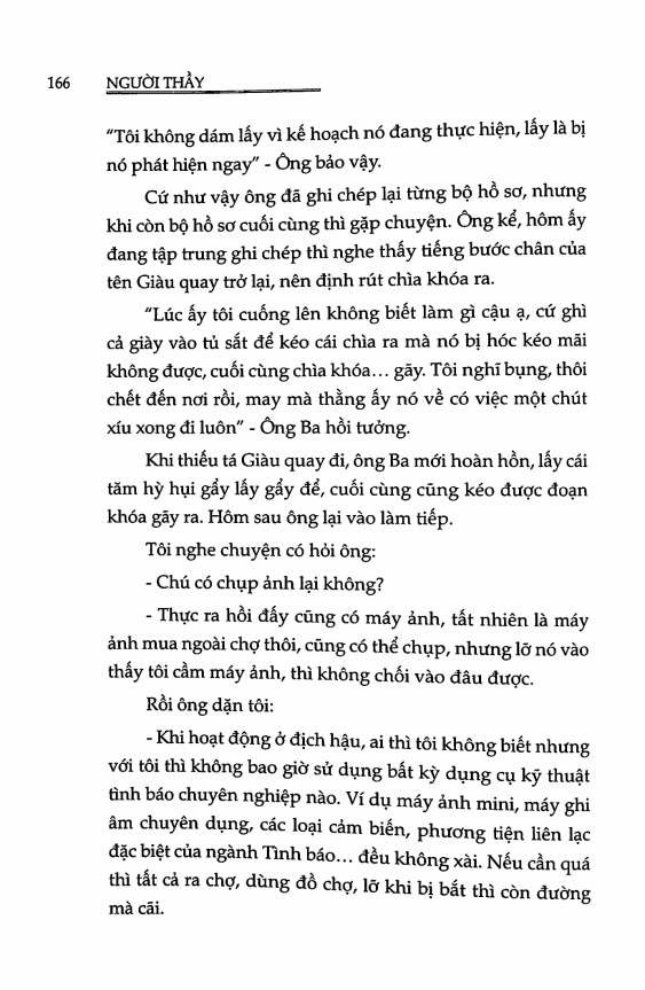 166 NGƯỜI THẦY
"Tôi không dám lấy vì kế hoạch nó đang thực hiện, lấy là bị
nó phát hiện ngay" - Ông bảo vậy.
Cứ như vậy ông đã ghi chép lại từng bộ hồ sơ, nhưng
khi còn bộ hồ sơ cuối cùng thì gặp chuyện. Ông kể, hôm ấy
đang tập trung ghi chép thì nghe thấy tiếng bước chân của
tên Giàu quay trở lại, nên định rút chìa khóa ra.
"Lúc ấy tôi cuống lên không biết làm gì cậu ạ, cứ ghì
cả giày vào tủ sắt để kéo cái chìa ra mà nó bị hóc kéo mãi
không được, cuối cùng chìa khóa... gãy. Tôi nghĩ bụng, thôi
chết đến nơi rồi, may mà thằng ấy nó về có việc một chút
xíu xong đi luôn" - Ông Ba hồi tưởng.
Khi thiếu tá Giàu quay đi, ông Ba mới hoàn hồn, lấy cái
tăm hỳ hụi gẩy lấy gẩy để, cuối cùng cũng kéo được đoạn
khóa gãy ra. Hôm sau ông lại vào làm tiếp.
Tôi nghe chuyện có hỏi ông:
- Chú có chụp ảnh lại không?
- Thực ra hồi đấy cũng có máy ảnh, tất nhiên là máy
ảnh mua ngoài chợ thôi, cũng có thể chụp, nhưng lỡ nó vào
thấy tôi cầm máy ảnh, thì không chối vào đâu được.
Rồi ông dặn tôi:
- Khi hoạt động ở địch hậu, ai thì tôi không biết nhưng
với tôi thì không bao giờ sử dụng bất kỳ dụng cụ kỹ thuật
tình báo chuyên nghiệp nào. Ví dụ máy ảnh mini, máy ghi
âm chuyên dụng, các loại cảm biến, phương tiện liên lạc
đặc biệt của ngành Tình báo... đều không xài. Nếu cần quá
thì tất cả ra chợ, dùng đồ chợ, lỡ khi bị bắt thì còn đường
mà cãi.